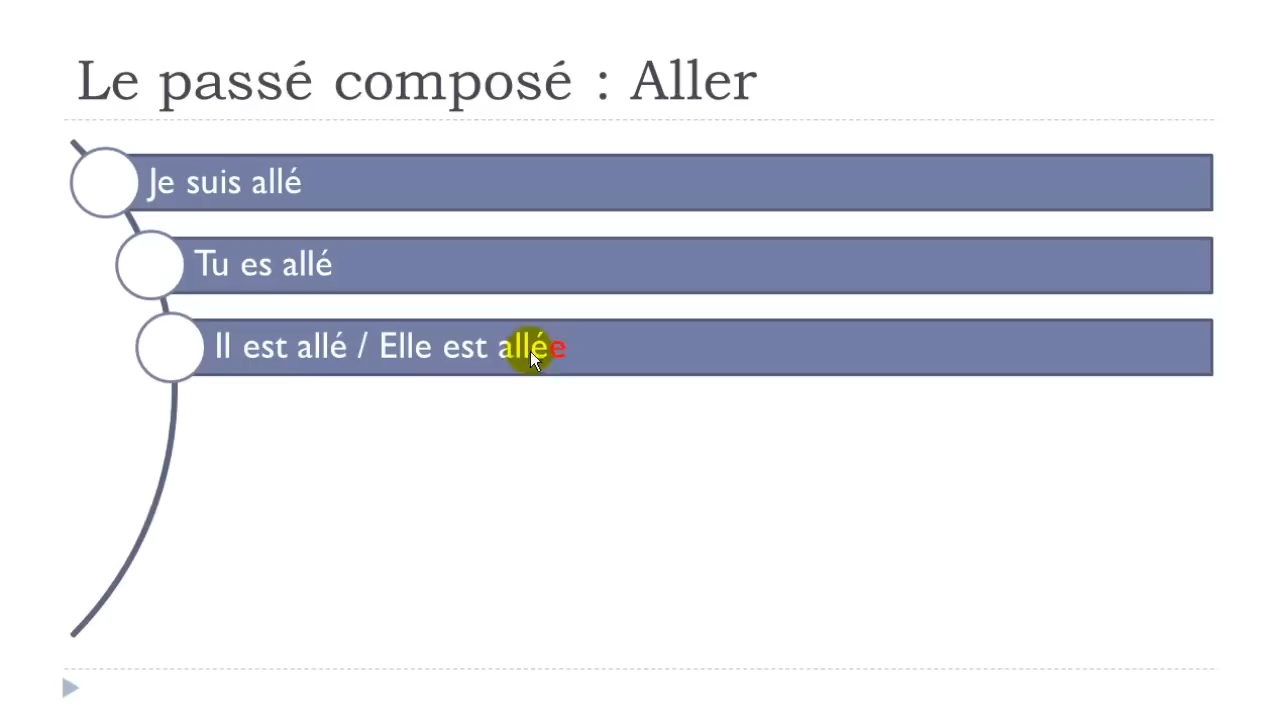 Le passé composé : Aller
Je suis allé
Tu es allé
Il est allé / Elle est allée